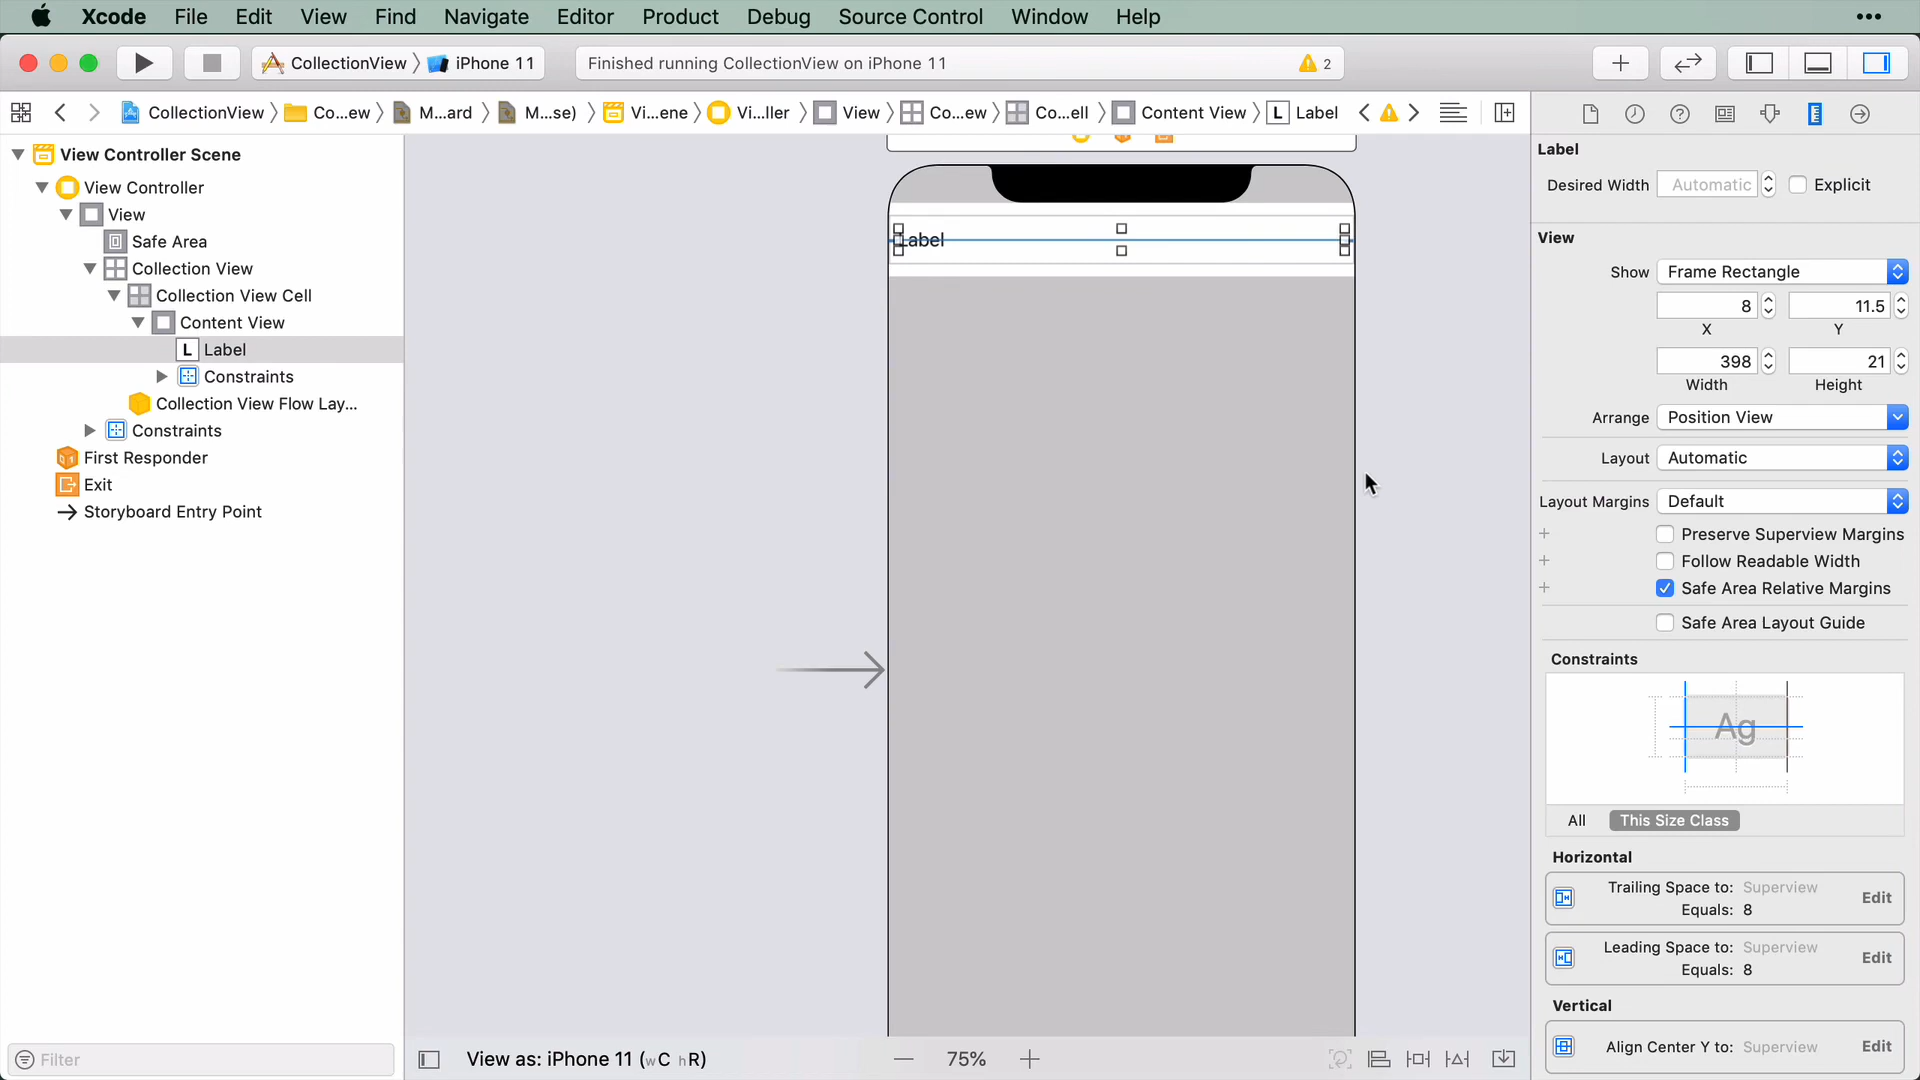 Xcode File Edit View Find Navigate Editor Product Debug Source Control Window Help
CollectionView iPhone 11
Finished running CollectionView on iPhone 11
2
CollectionView Co...ew M...ard M...se) Vi...ene Vi...ller View Co...ew Co...ell Content View L Label
View Controller Scene
View Controller
View
Safe Area
Collection View
Collection View Cell
Content View
L Label
Constraints
Collection View Flow Lay...
Constraints
First Responder
Exit
Storyboard Entry Point
Filter
Label
View as: iPhone 11 (wC hR)
75%
Label
Desired Width Automatic Explicit
View
Show Frame Rectangle
8 11.5
X Y
398 21
Width Height
Arrange Position View
Layout Automatic
Layout Margins Default
Preserve Superview Margins
Follow Readable Width
Safe Area Relative Margins
Safe Area Layout Guide
Constraints
Ag
All This Size Class
Horizontal
Trailing Space to: Superview
Equals: 8
Edit
Leading Space to: Superview
Equals: 8
Edit
Vertical
Align Center Y to: Superview Edit